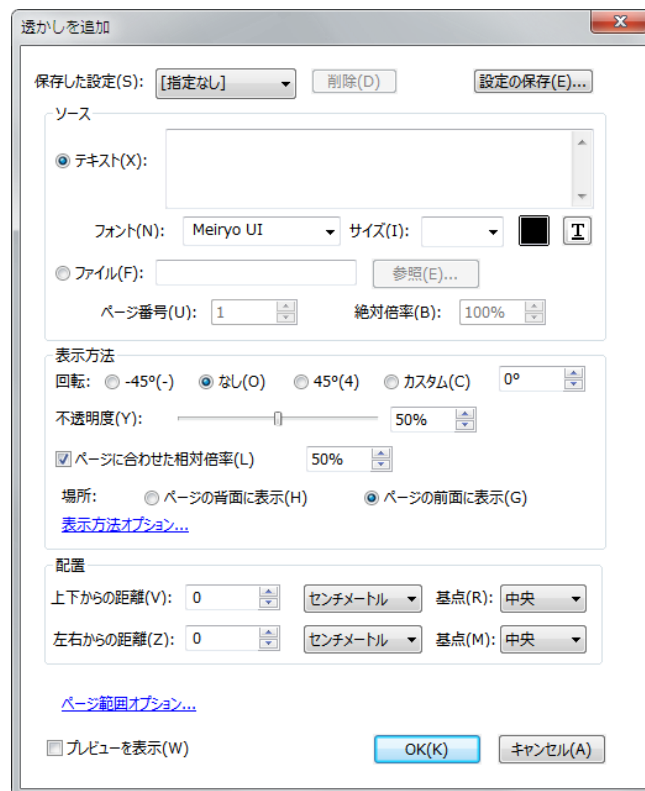 透かしを追加
保存した設定(S): [指定なし] 削除(D) 設定の保存(E)...
ソース
テキスト(X):
フォント(N): Meiryo UI サイズ(I): T
ファイル(F): 参照(E)...
ページ番号(U): 1 絶対倍率(B): 100%
表示方法
回転: -45º(-) なし(O) 45º(4) カスタム(C) 0º
不透明度(Y): 50%
ページに合わせた相対倍率(L) 50%
場所: ページの背面に表示(H) ページの前面に表示(G)
表示方法オプション...
配置
上下からの距離(V): 0 センチメートル 基点(R): 中央
左右からの距離(Z): 0 センチメートル 基点(M): 中央
ページ範囲オプション...
プレビューを表示(W) OK(K) キャンセル(A)